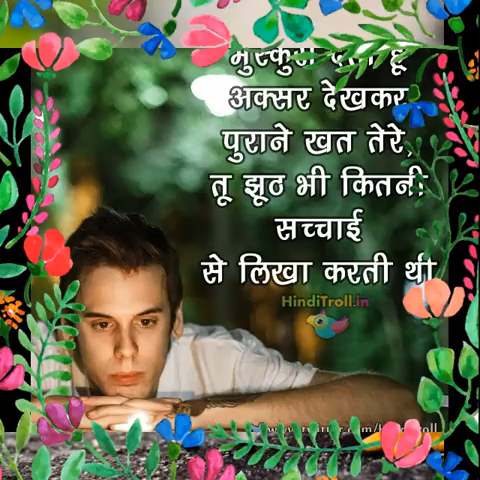 मुस्कुरा देता हूँ
अक्सर देखकर
पुराने खत तेरे,
तू झूठ भी कितनी
सच्चाई
से लिखा करती थी
HindiTroll.in